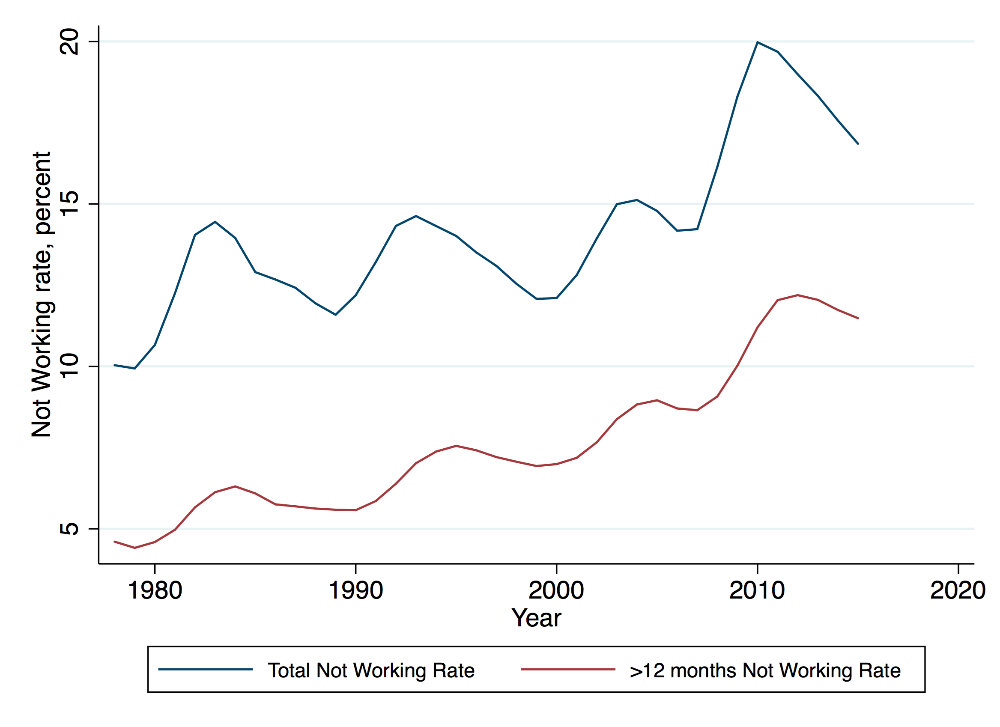 Not Working rate, percent
20
15
10
5
1980 1990 2000 2010 2020
Year
Total Not Working Rate >12 months Not Working Rate